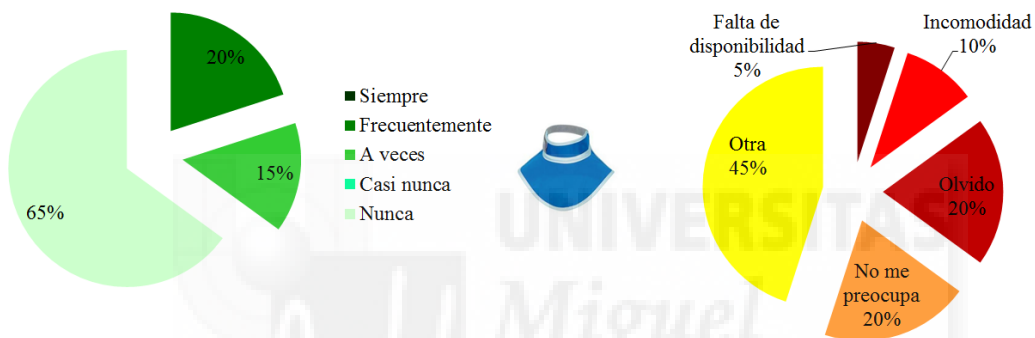 20%
15%
65%
Siempre
Frecuentemente
A veces
Casi nunca
Nunca
Falta de
disponibilidad
5%
Incomodidad
10%
Olvido
20%
No me
preocupa
20%
Otra
45%
UNIVERSITAS
Miguel